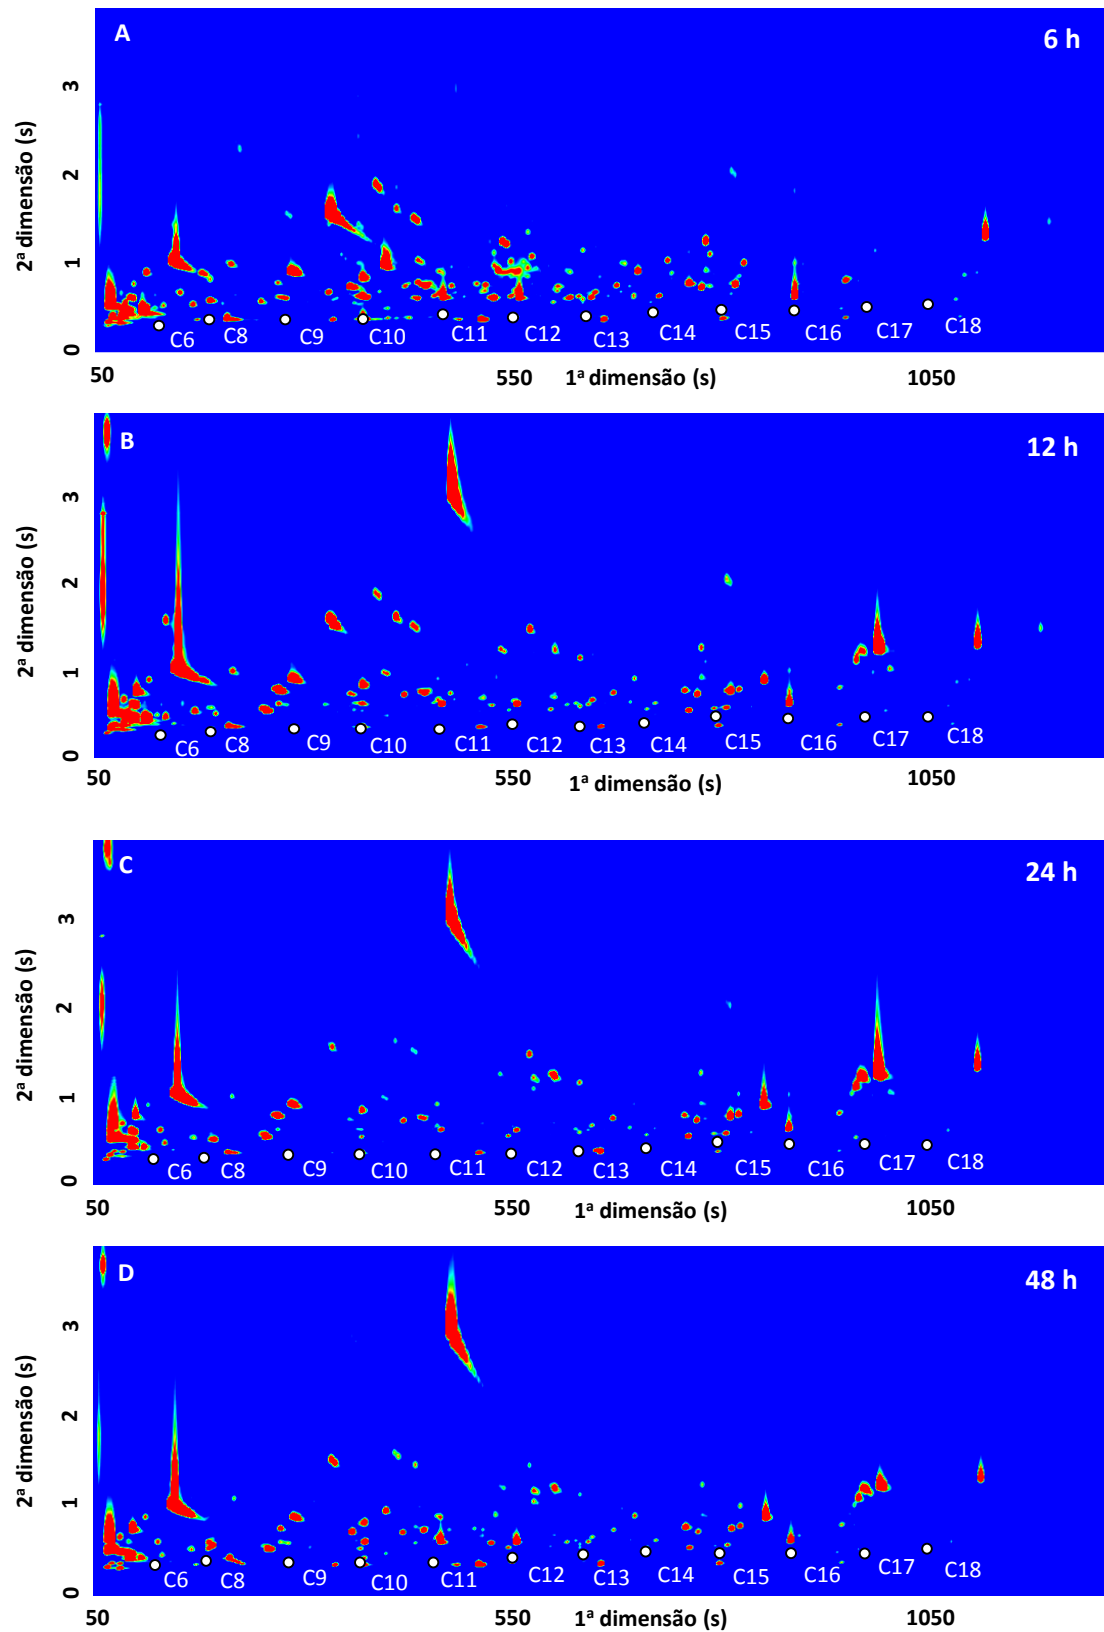 A
6 h
2ª dimensão (s)
3
2
1
0
C6 C8 C9 C10 C11 C12 C13 C14 C15 C16 C17 C18
50 550 1ª dimensão (s) 1050
B
12 h
2ª dimensão (s)
3
2
1
0
C6 C8 C9 C10 C11 C12 C13 C14 C15 C16 C17 C18
50 550 1ª dimensão (s) 1050
C
24 h
2ª dimensão (s)
3
2
1
0
C6 C8 C9 C10 C11 C12 C13 C14 C15 C16 C17 C18
50 550 1ª dimensão (s) 1050
D
48 h
2ª dimensão (s)
3
2
1
0
C6 C8 C9 C10 C11 C12 C13 C14 C15 C16 C17 C18
50 550 1ª dimensão (s) 1050